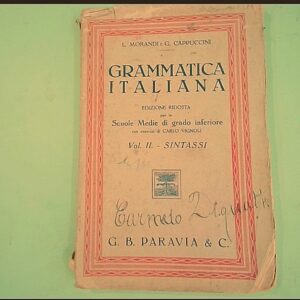 L. MORANDI e G. CAPPUCCINI
GRAMMATICA
ITALIANA
EDIZIONE RIDOTTA
per le
Scuole Medie di grado inferiore
con esercizi di CARLO VIGNOLI
Vol. II. - SINTASSI
Carmelo
G. B. PARAVIA & C.